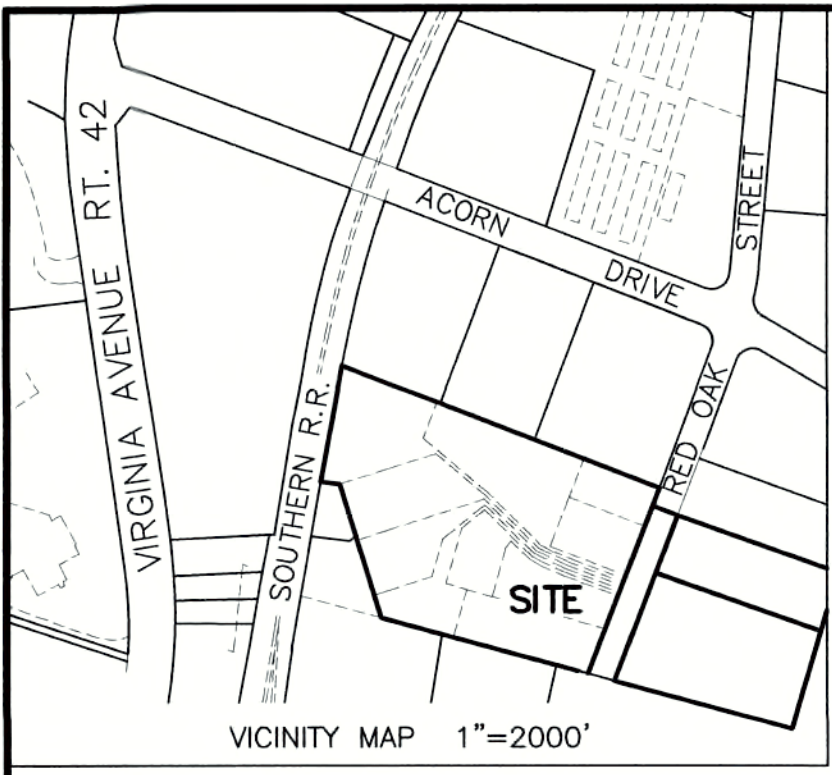 VIRGINIA AVENUE RT. 42
SOUTHERN R.R.
ACORN DRIVE
RED OAK STREET
SITE
VICINITY MAP 1"=2000'